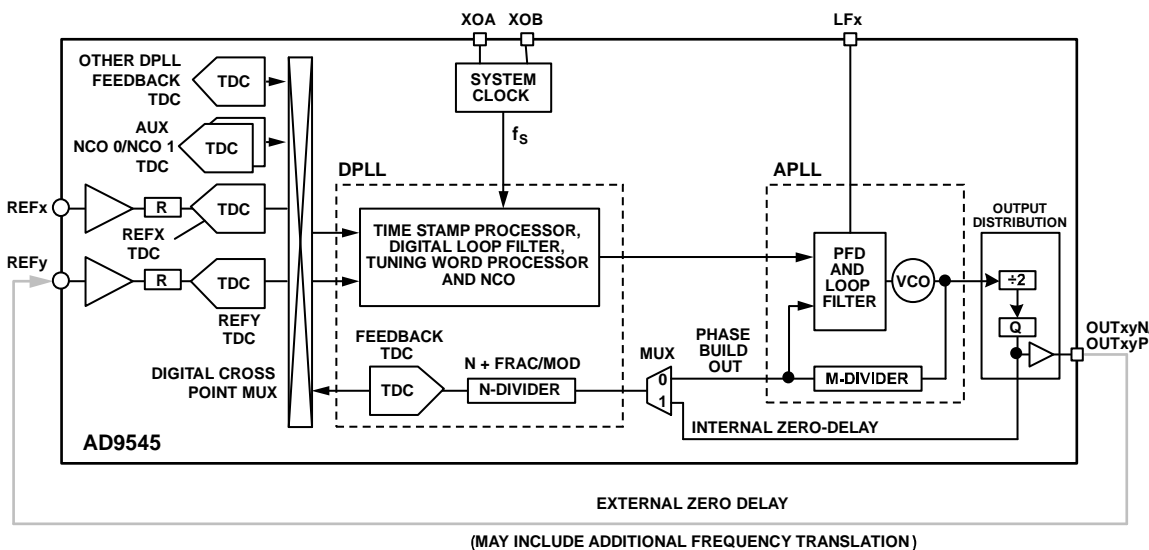 XOA
XOB
LFx
OTHER DPLL
FEEDBACK
TDC
TDC
SYSTEM
CLOCK
AUX
NCO 0/NCO 1
TDC
TDC
fS
DPLL
APLL
REFx
R
TDC
REFX
TDC
TIME STAMP PROCESSOR,
DIGITAL LOOP FILTER,
TUNING WORD PROCESSOR
AND NCO
PFD
AND
LOOP
FILTER
VCO
OUTPUT
DISTRIBUTION
÷2
Q
OUTxyN/
OUTxyP
REFy
R
TDC
REFY
TDC
FEEDBACK
TDC
TDC
N + FRAC/MOD
N-DIVIDER
MUX
0
1
PHASE
BUILD
OUT
M-DIVIDER
DIGITAL CROSS
POINT MUX
INTERNAL ZERO-DELAY
AD9545
EXTERNAL ZERO DELAY
(MAY INCLUDE ADDITIONAL FREQUENCY TRANSLATION)